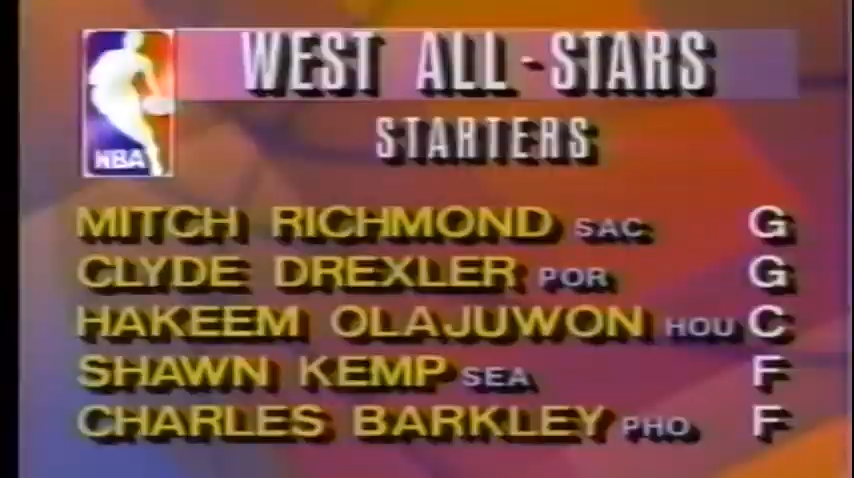 WEST ALL-STARS
NBA
STARTERS
MITCH RICHMOND SAC G
CLYDE DREXLER POR G
HAKEEM OLAJUWON HOU C
SHAWN KEMP SEA F
CHARLES BARKLEY PHO F